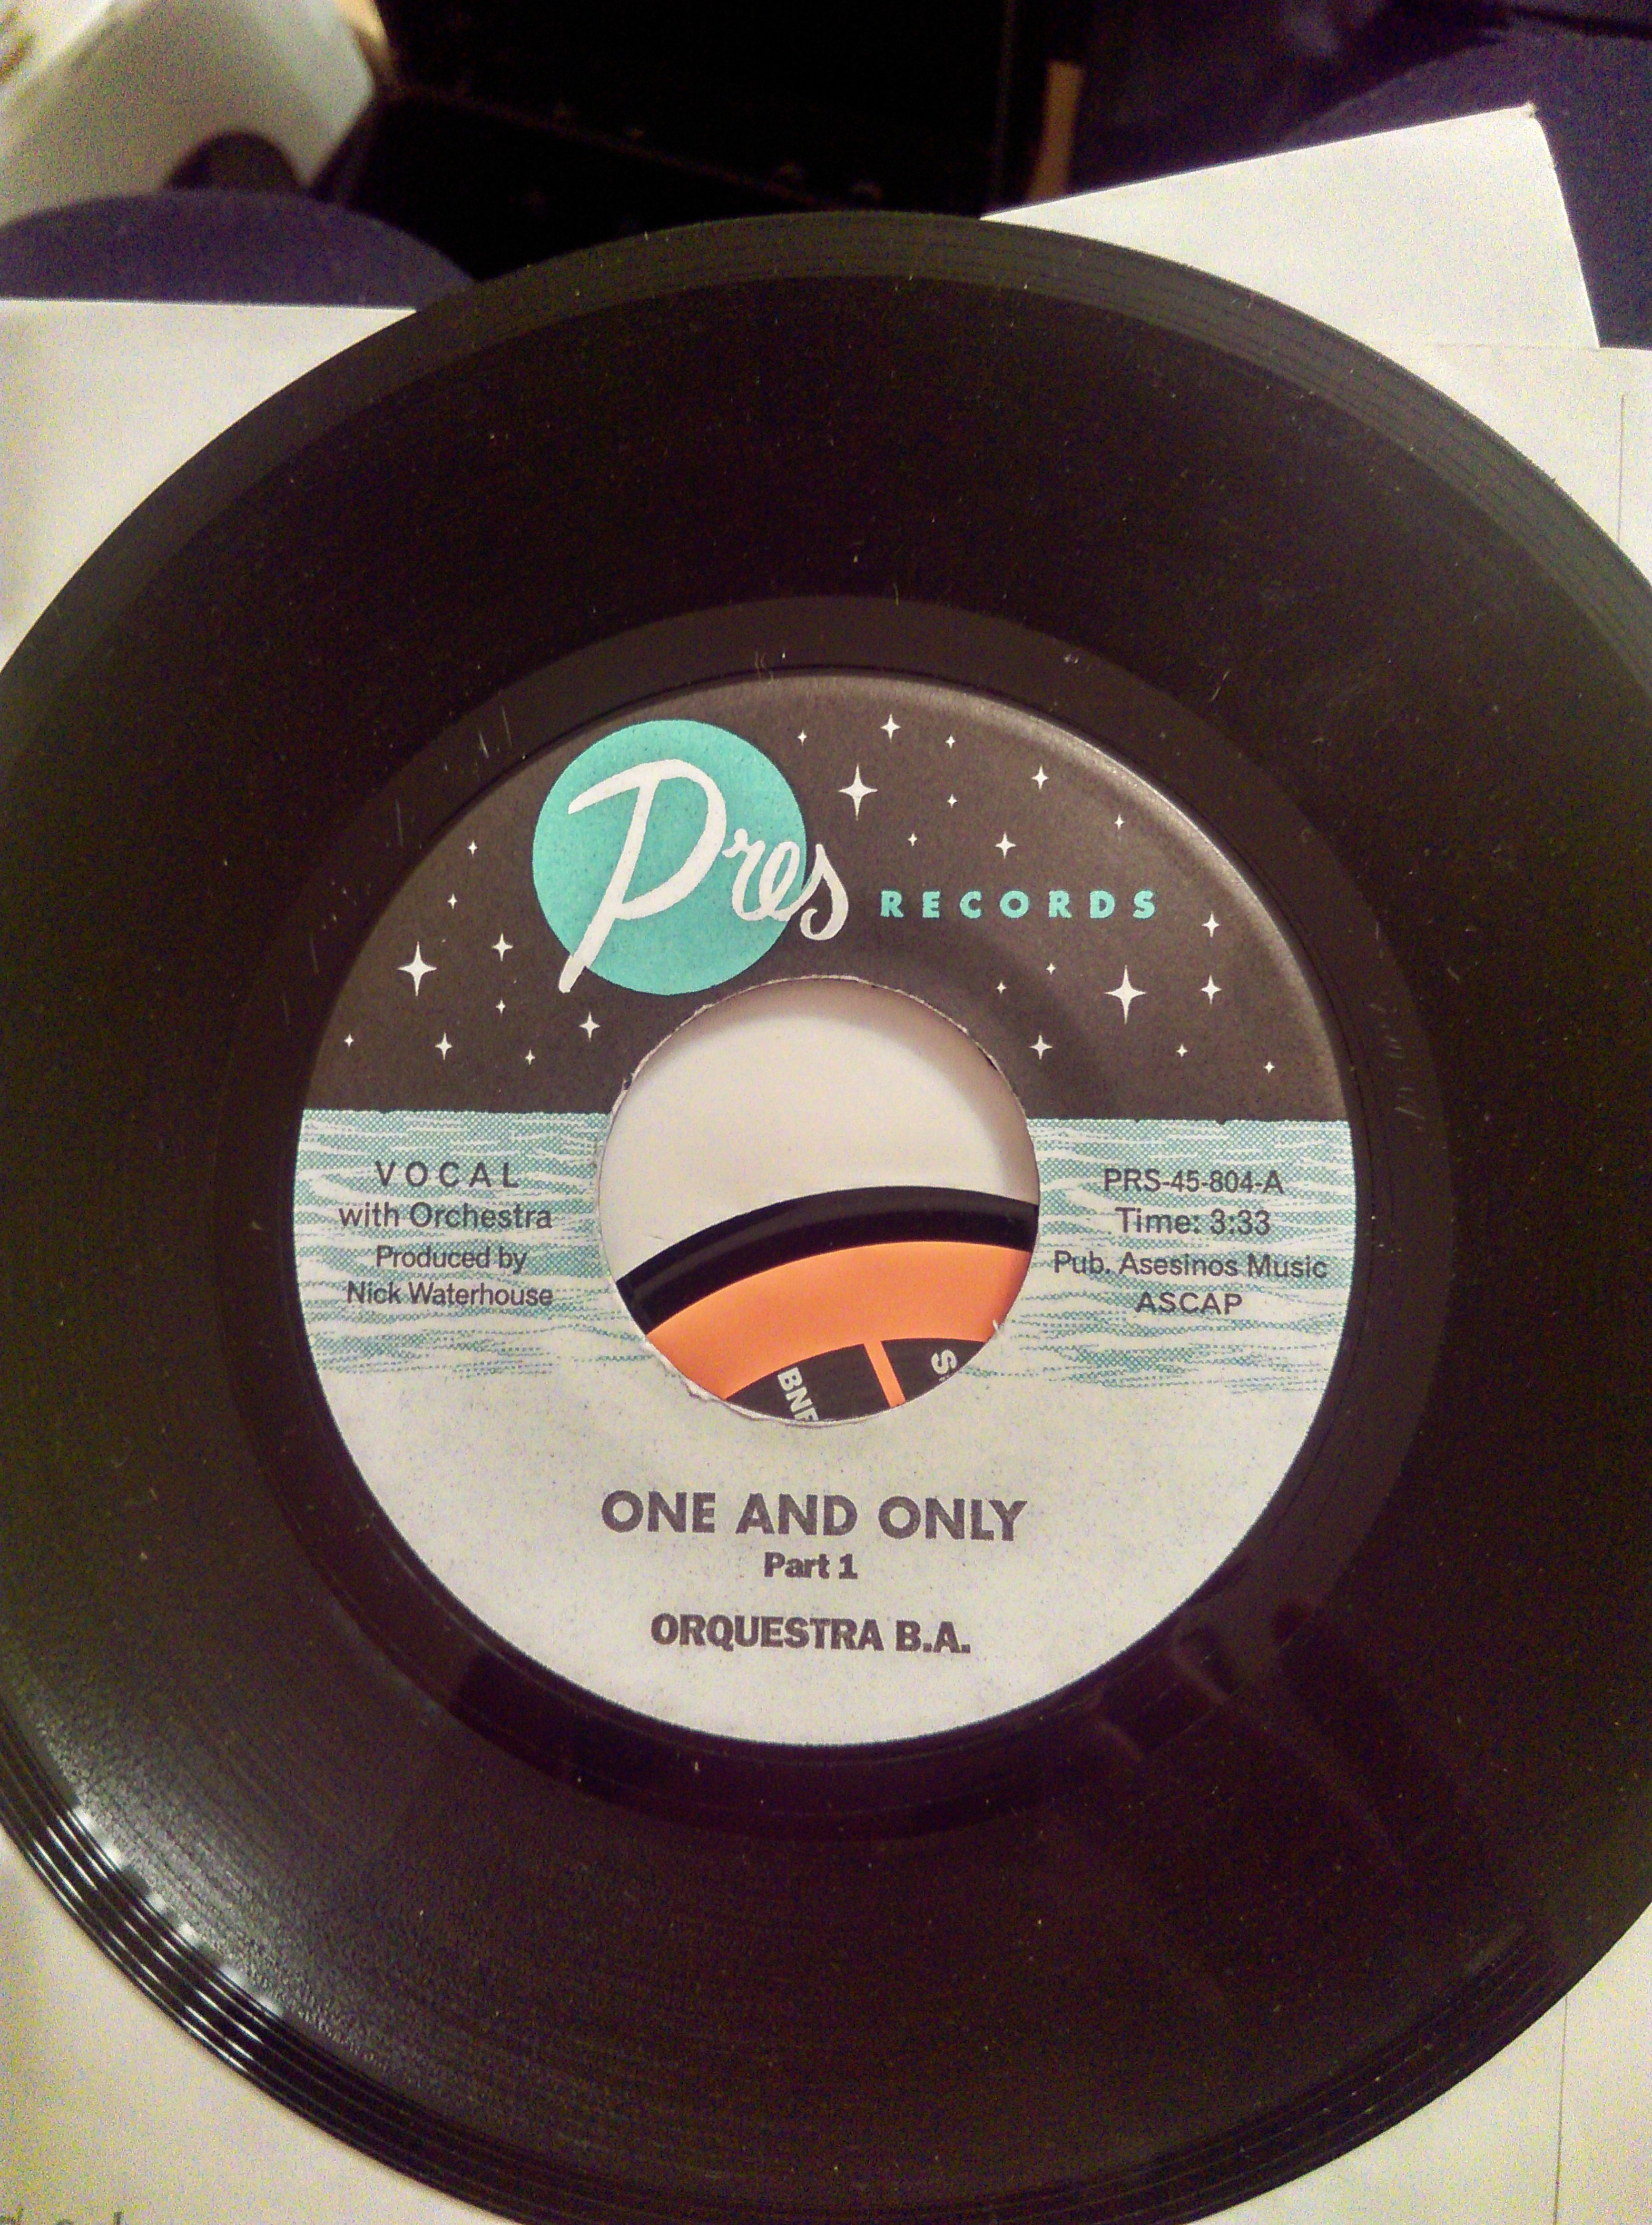 Pres RECORDS
VOCAL
with Orchestra
Produced by
Nick Waterhouse
PRS-45-804-A
Time: 3:33
Pub. Asesinos Music
ASCAP
ONE AND ONLY
Part 1
ORQUESTRA B.A.